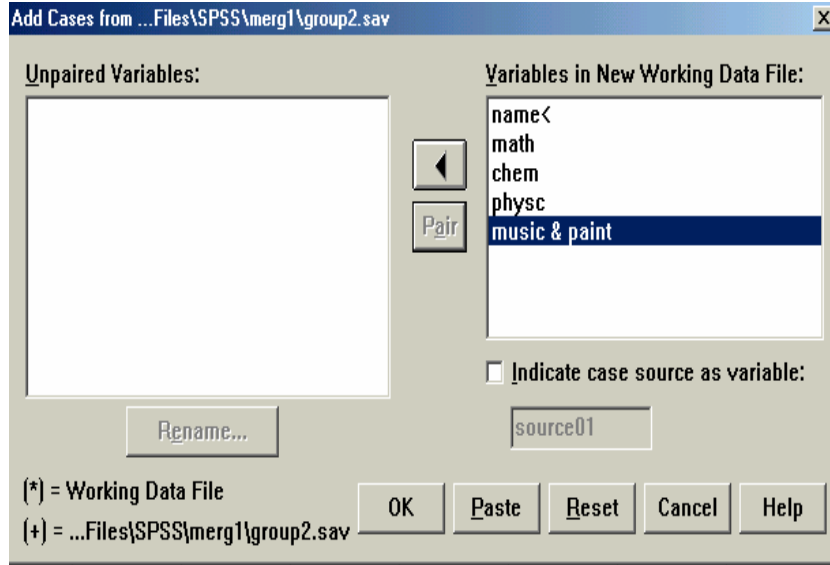 Add Cases from ...Files\SPSS\merg1\group2.sav
Unpaired Variables:
Variables in New Working Data File:
name<
math
chem
physc
music & paint
Pair
Indicate case source as variable:
source01
Rename...
(*) = Working Data File
(+) = ...Files\SPSS\merg1\group2.sav
OK
Paste
Reset
Cancel
Help